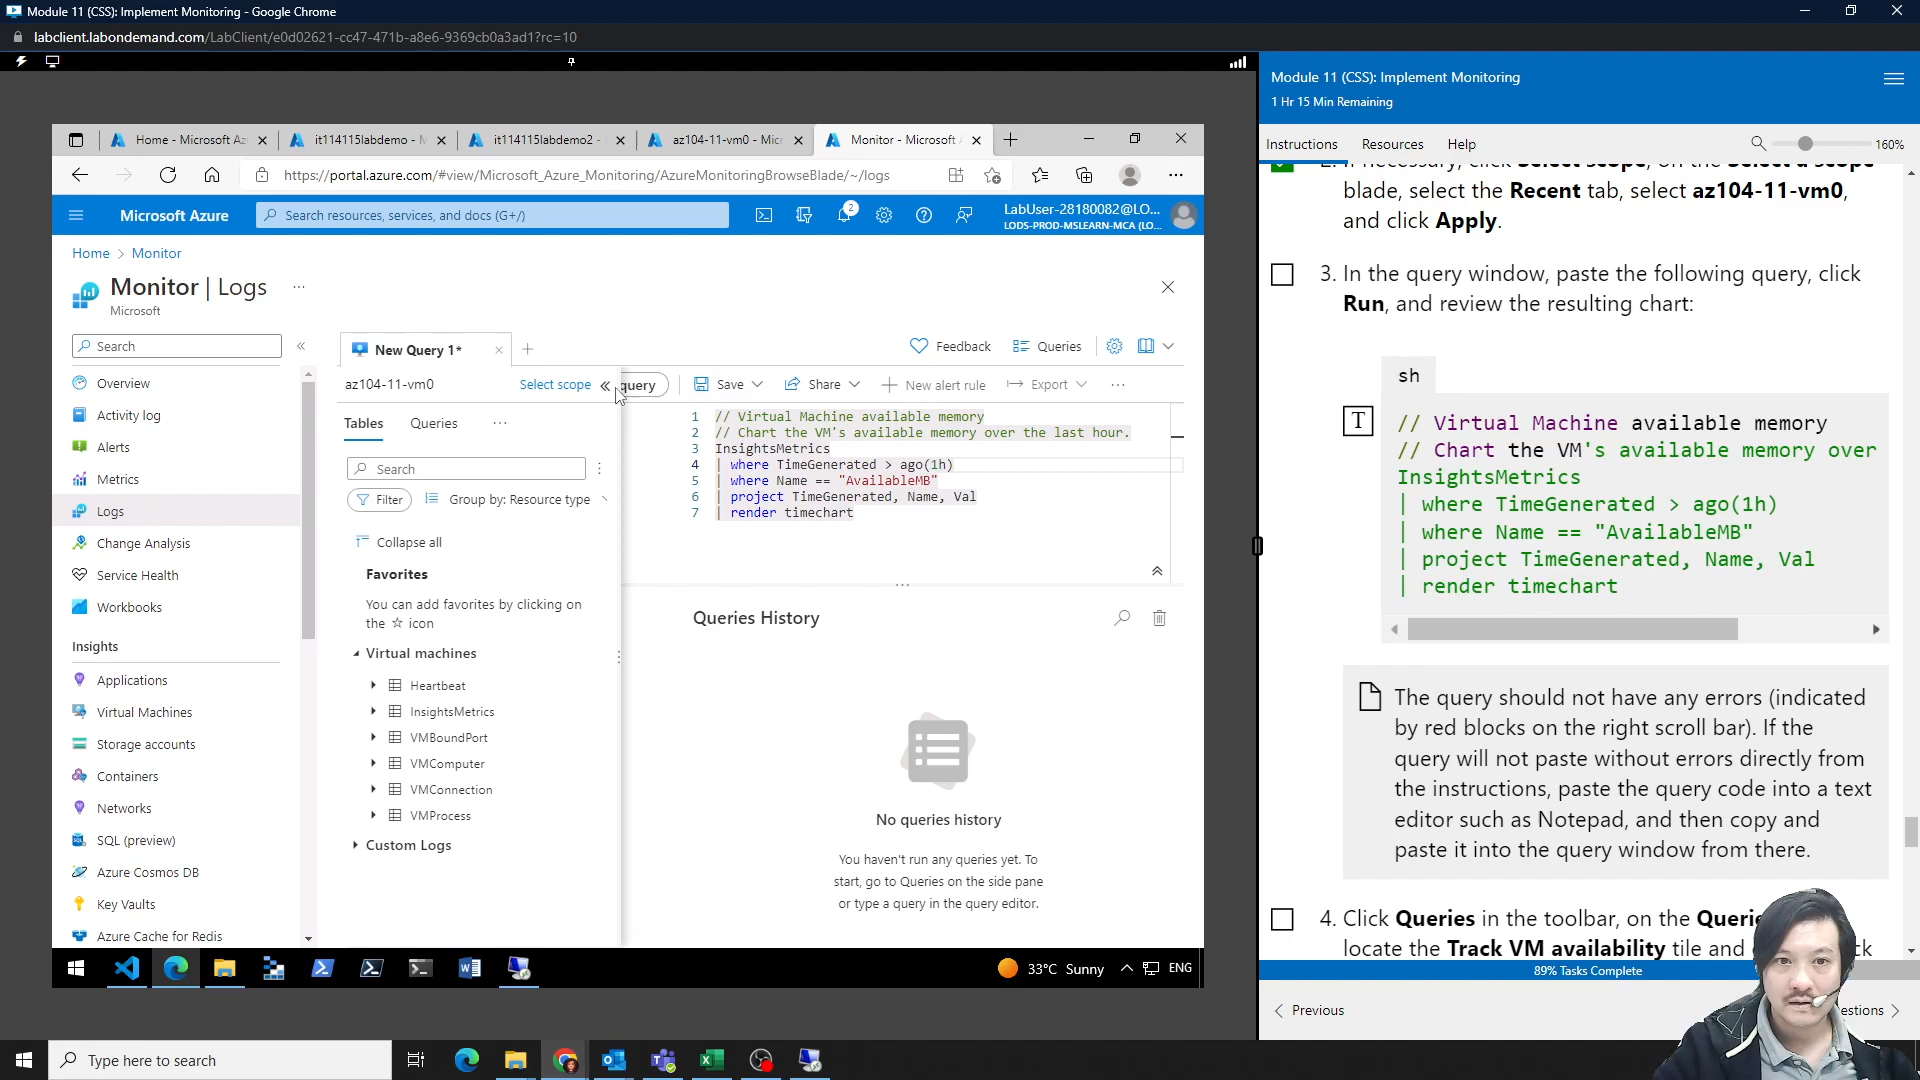 Module 11 (CSS): Implement Monitoring - Google Chrome
labclient.labondemand.com/LabClient/e0d02621-cc47-471b-a8e6-9369cb0a3ad1?rc=10
Home - Microsoft Az
it114115labdemo - M
it114115labdemo2 -
az104-11-vm0 - Micr
Monitor - Microsoft A
https://portal.azure.com/#view/Microsoft_Azure_Monitoring/AzureMonitoringBrowseBlade/~/logs
Microsoft Azure
Search resources, services, and docs (G+/)
2
LabUser-28180082@LO...
LODS-PROD-MSLEARN-MCA (LO...
Home > Monitor
Monitor | Logs
Microsoft
Search
Overview
Activity log
Alerts
Metrics
Logs
Change Analysis
Service Health
Workbooks
Insights
Applications
Virtual Machines
Storage accounts
Containers
Networks
SQL (preview)
Azure Cosmos DB
Key Vaults
Azure Cache for Redis
New Query 1*
Feedback
Queries
az104-11-vm0
Select scope
query
Save
Share
New alert rule
Export
Tables
Queries
Search
Filter
Group by: Resource type
Collapse all
Favorites
You can add favorites by clicking on
the ☆ icon
Virtual machines
Heartbeat
InsightsMetrics
VMBoundPort
VMComputer
VMConnection
VMProcess
Custom Logs
1 // Virtual Machine available memory
2 // Chart the VM's available memory over the last hour.
3 InsightsMetrics
4 | where TimeGenerated > ago(1h)
5 | where Name == "AvailableMB"
6 | project TimeGenerated, Name, Val
7 | render timechart
Queries History
No queries history
You haven't run any queries yet. To
start, go to Queries on the side pane
or type a query in the query editor.
33°C Sunny
ENG
Module 11 (CSS): Implement Monitoring
1 Hr 15 Min Remaining
Instructions
Resources
Help
160%
2. If necessary, click Select scope, on the Select a scope
blade, select the Recent tab, select az104-11-vm0,
and click Apply.
3. In the query window, paste the following query, click
Run, and review the resulting chart:
sh
T
// Virtual Machine available memory
// Chart the VM's available memory over
InsightsMetrics
| where TimeGenerated > ago(1h)
| where Name == "AvailableMB"
| project TimeGenerated, Name, Val
| render timechart
The query should not have any errors (indicated
by red blocks on the right scroll bar). If the
query will not paste without errors directly from
the instructions, paste the query code into a text
editor such as Notepad, and then copy and
paste it into the query window from there.
4. Click Queries in the toolbar, on the Querie
locate the Track VM availability tile and
ck
89% Tasks Complete
Previous
estions
Type here to search